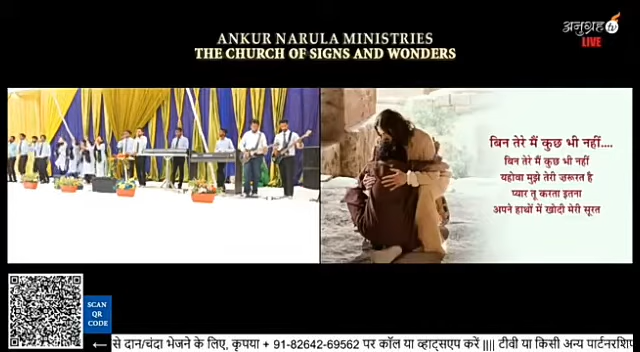 ANKUR NARULA MINISTRIES
THE CHURCH OF SIGNS AND WONDERS
अनुग्रह tv
LIVE
बिन तेरे मैं कुछ भी नहीं....
बिन तेरे मैं कुछ भी नहीं
यहोवा मुझे तेरी ज़रूरत है
प्यार तू करता इतना
अपने हाथों में खोदी मेरी सूरत
SCAN
QR
CODE
से दान/चंदा भेजने के लिए, कृपया + 91-82642-69562 पर कॉल या व्हाट्सएप करें |||| टीवी या किसी अन्य पार्टनरशिप